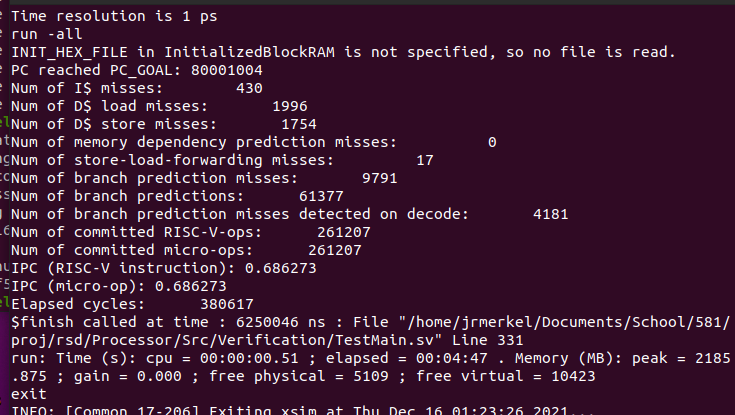 Time resolution is 1 ps
run -all
INIT_HEX_FILE in InitializedBlockRAM is not specified, so no file is read.
PC reached PC_GOAL: 80001004
Num of I$ misses: 430
Num of D$ load misses: 1996
Num of D$ store misses: 1754
Num of memory dependency prediction misses: 0
Num of store-load-forwarding misses: 17
Num of branch prediction misses: 9791
Num of branch predictions: 61377
Num of branch prediction misses detected on decode: 4181
Num of committed RISC-V-ops: 261207
Num of committed micro-ops: 261207
IPC (RISC-V instruction): 0.686273
IPC (micro-op): 0.686273
Elapsed cycles: 380617
$finish called at time : 6250046 ns : File "/home/jrmerkel/Documents/School/581/
proj/rsd/Processor/Src/Verification/TestMain.sv" Line 331
run: Time (s): cpu = 00:00:00.51 ; elapsed = 00:04:47 . Memory (MB): peak = 2185
.875 ; gain = 0.000 ; free physical = 5109 ; free virtual = 10423
exit
INFO: [Common 17-206] Exiting xsim at Thu Dec 16 01:23:26 2021...